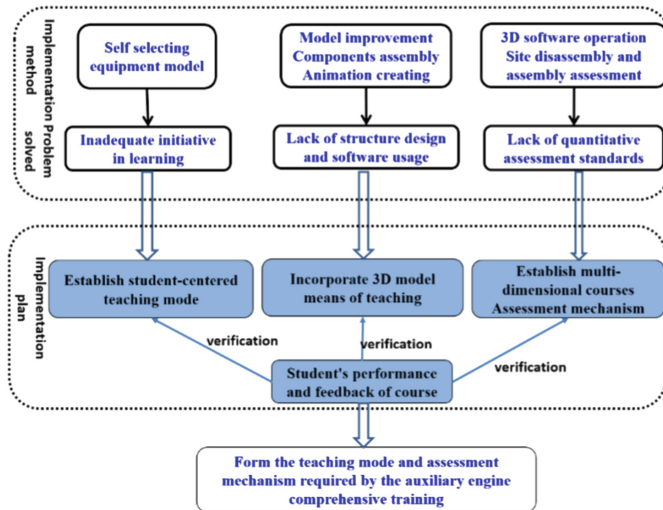 Implementation
method
Self selecting
equipment model
Model improvement
Components assembly
Animation creating
3D software operation
Site disassembly and
assembly assessment
Problem
solved
Inadequate initiative
in learning
Lack of structure design
and software usage
Lack of quantitative
assessment standards
Implementation
plan
Establish student-centered
teaching mode
Incorporate 3D model
means of teaching
Establish multi-
dimensional courses
Assessment mechanism
verification
verification
verification
Student's performance
and feedback of course
Form the teaching mode and assessment
mechanism required by the auxiliary engine
comprehensive training